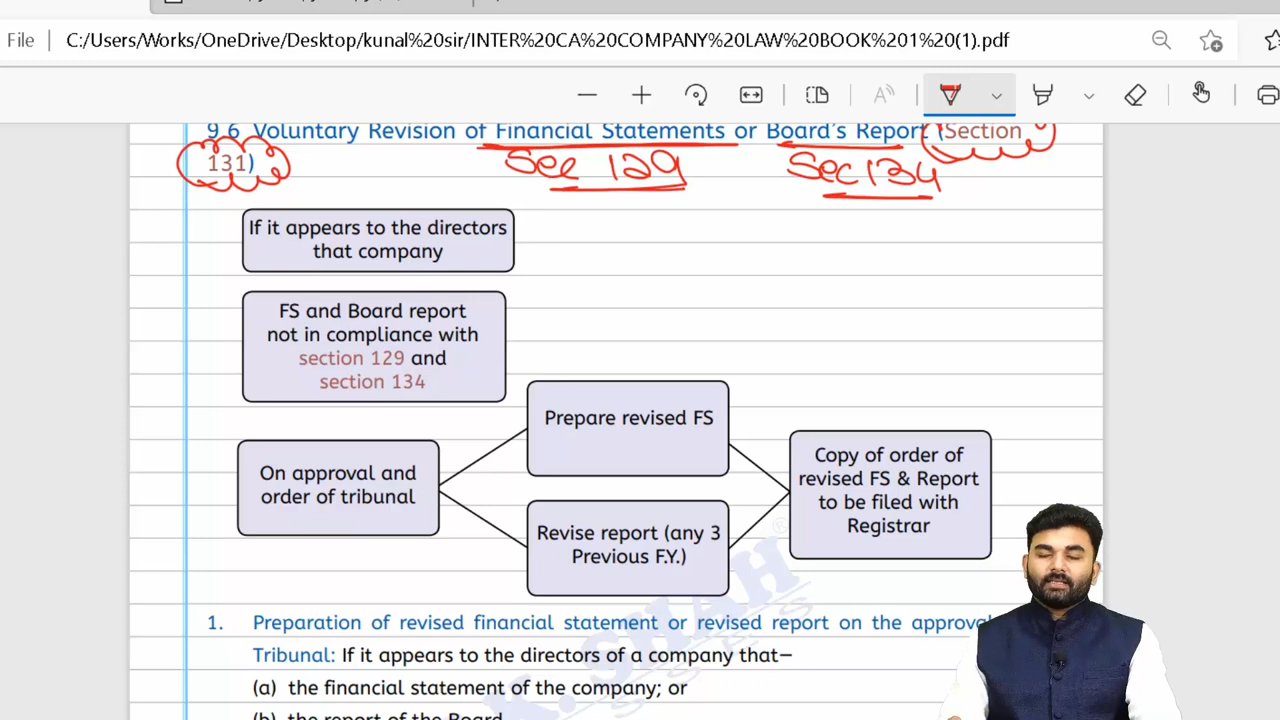 File
C:/Users/Works/OneDrive/Desktop/kunal%20sir/INTER%20CA%20COMPANY%20LAW%20BOOK%201%20(1).pdf
9.6 Voluntary Revision of Financial Statements or Board's Report (Section
131)
Sec 129
Sec 134
If it appears to the directors
that company
FS and Board report
not in compliance with
section 129 and
section 134
On approval and
order of tribunal
Prepare revised FS
Revise report (any 3
Previous F.Y.)
Copy of order of
revised FS & Report
to be filed with
Registrar
K. SHAH
1. Preparation of revised financial statement or revised report on the approval
Tribunal: If it appears to the directors of a company that–
(a) the financial statement of the company; or
(b) the report of the Board